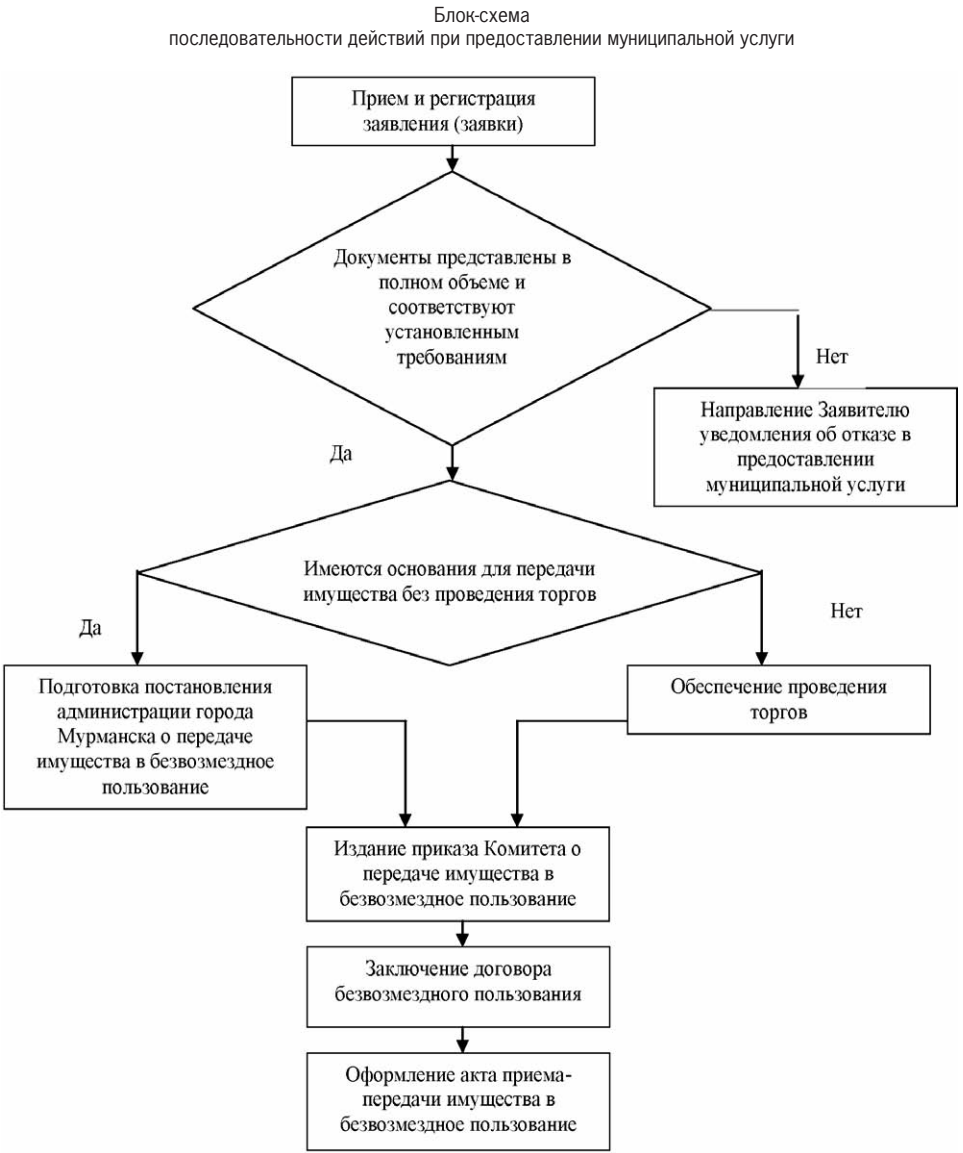 Блок-схема
последовательности действий при предоставлении муниципальной услуги
Прием и регистрация
заявления (заявки)
Документы представлены в
полном объеме и
соответствуют
установленным
требованиям
Нет
Направление Заявителю
уведомления об отказе в
предоставлении
муниципальной услуги
Да
Имеются основания для передачи
имущества без проведения торгов
Да
Нет
Подготовка постановления
администрации города
Мурманска о передаче
имущества в безвозмездное
пользование
Обеспечение проведения
торгов
Издание приказа Комитета о
передаче имущества в
безвозмездное пользование
Заключение договора
безвозмездного пользования
Оформление акта приема-
передачи имущества в
безвозмездное пользование